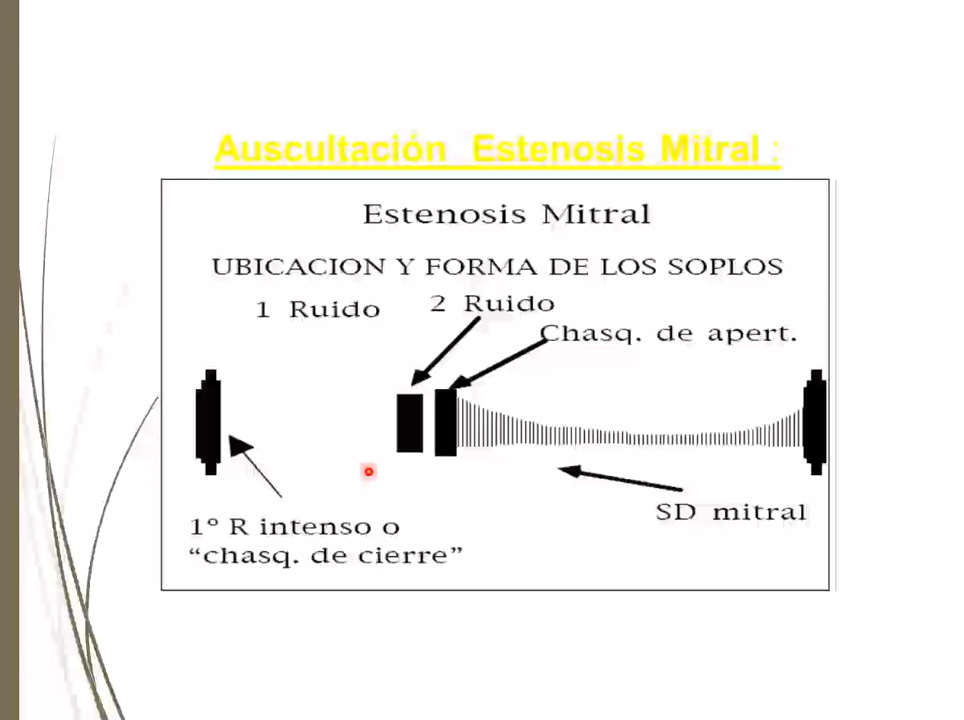 Auscultación Estenosis Mitral :
Estenosis Mitral
UBICACION Y FORMA DE LOS SOPLOS
1 Ruido
2 Ruido
Chasq. de apert.
SD mitral
1º R intenso o
“chasq. de cierre”